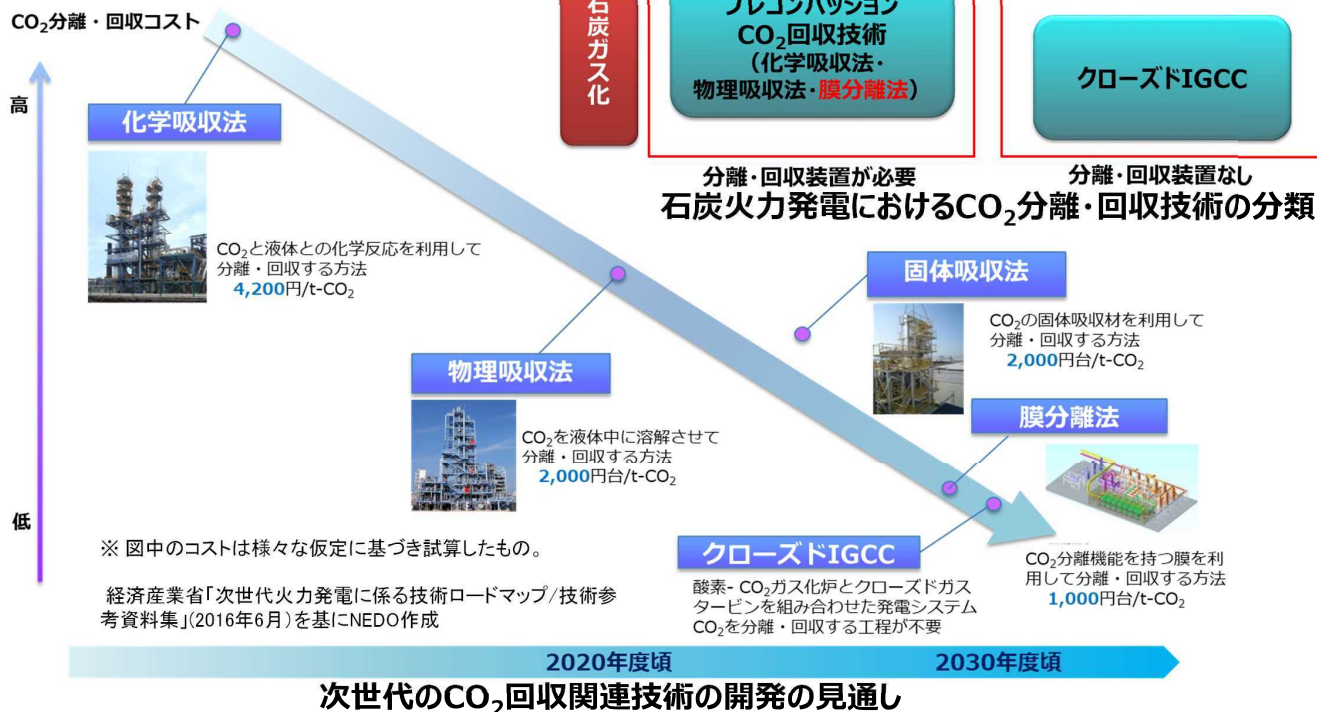 CO₂分離・回収コスト
高
低
石炭ガス化
プレコンバッション
CO₂回収技術
(化学吸収法・
物理吸収法・膜分離法)
クローズドIGCC
分離・回収装置が必要
分離・回収装置なし
石炭火力発電におけるCO₂分離・回収技術の分類
化学吸収法
CO₂と液体との化学反応を利用して
分離・回収する方法
4,200円/t-CO₂
物理吸収法
CO₂を液体中に溶解させて
分離・回収する方法
2,000円台/t-CO₂
固体吸収法
CO₂の固体吸収材を利用して
分離・回収する方法
2,000円台/t-CO₂
膜分離法
CO₂分離機能を持つ膜を利
用して分離・回収する方法
1,000円台/t-CO₂
クローズドIGCC
酸素- CO₂ガス化炉とクローズドガス
タービンを組み合わせた発電システム
CO₂を分離・回収する工程が不要
※ 図中のコストは様々な仮定に基づき試算したもの。
経済産業省「次世代火力発電に係る技術ロードマップ/技術参
考資料集」(2016年6月)を基にNEDO作成
2020年度頃
2030年度頃
次世代のCO₂回収関連技術の開発の見通し